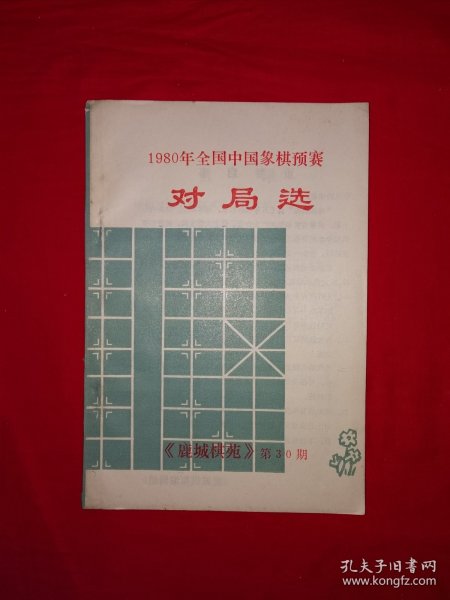 1980年全国中国象棋预赛
对局选
《鹿城棋苑》第30期
孔夫子旧书网
www.kongfz.com